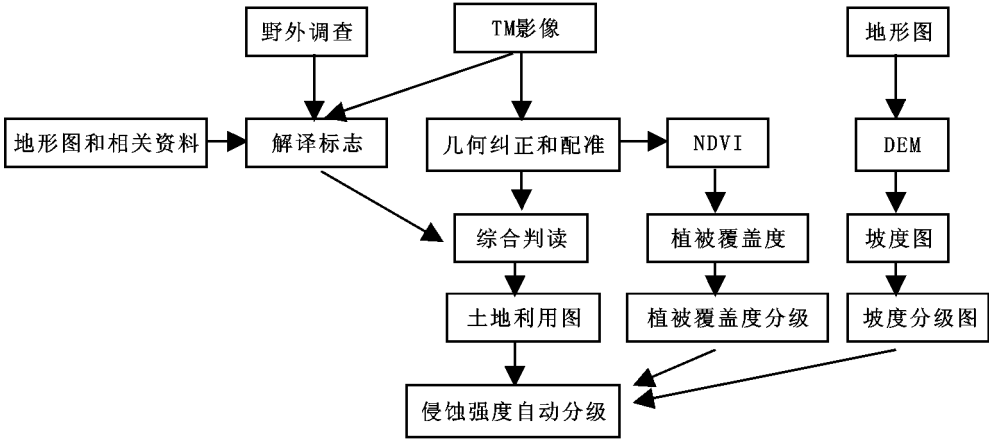 野外调查
TM影像
地形图
地形图和相关资料
解译标志
几何纠正和配准
NDVI
DEM
综合判读
植被覆盖度
坡度图
土地利用图
植被覆盖度分级
坡度分级图
侵蚀强度自动分级